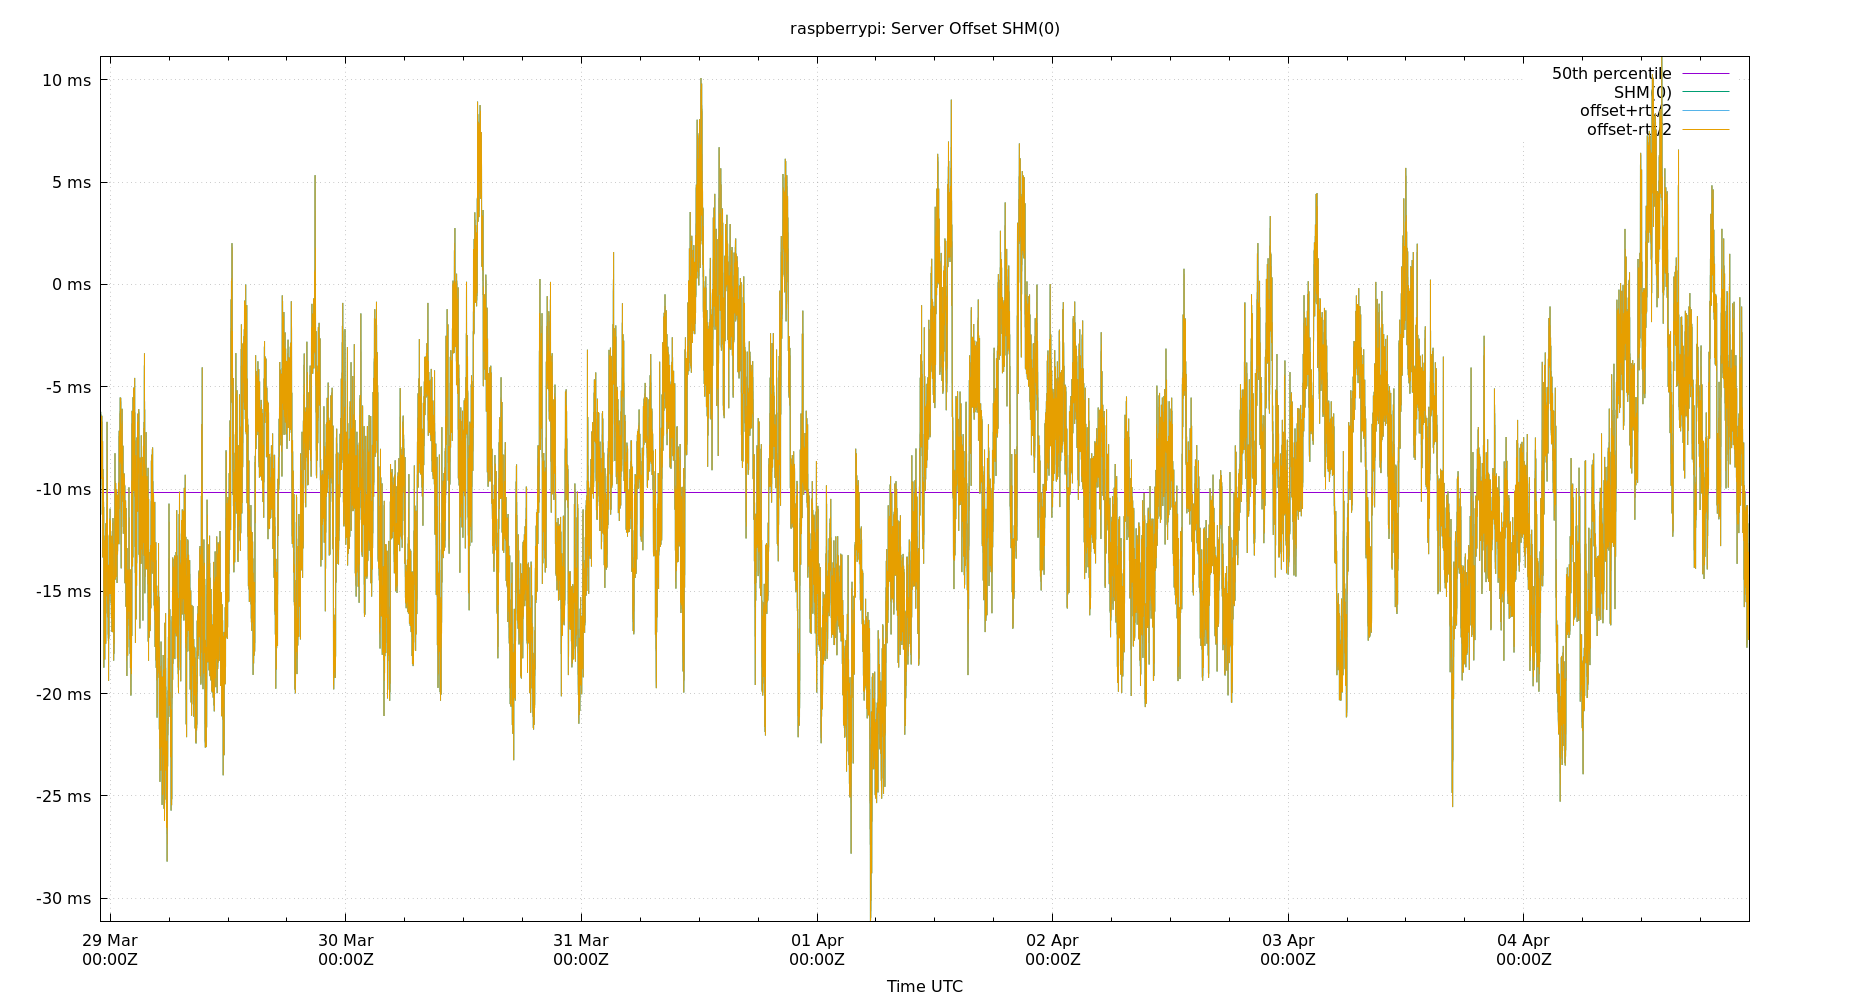 raspberrypi: Server Offset SHM(0)
50th percentile
SHM(0)
offset+rtt/2
offset-rtt/2
10 ms
5 ms
0 ms
-5 ms
-10 ms
-15 ms
-20 ms
-25 ms
-30 ms
29 Mar 30 Mar 31 Mar 01 Apr 02 Apr 03 Apr 04 Apr
00:00Z 00:00Z 00:00Z 00:00Z 00:00Z 00:00Z 00:00Z
Time UTC